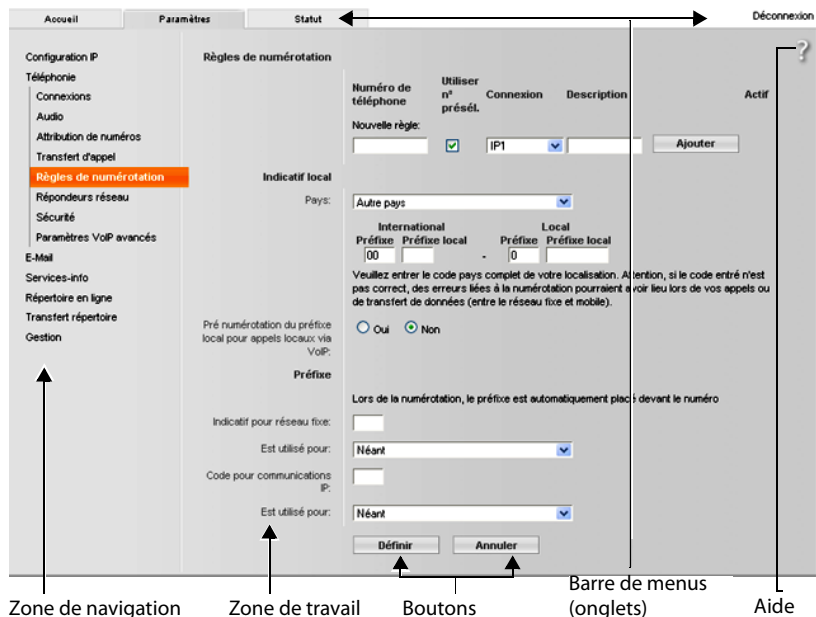 Accueil Paramètres Statut Déconnexion
Configuration IP
Téléphonie
Connexions
Audio
Attribution de numéros
Transfert d'appel
Règles de numérotation
Répondeurs réseau
Sécurité
Paramètres VoIP avancés
E-Mail
Services-info
Répertoire en ligne
Transfert répertoire
Gestion
Règles de numérotation
Numéro de téléphone
Utiliser n° présél.
Connexion
Description
Actif
Nouvelle règle:
IP1
Ajouter
Indicatif local
Pays: Autre pays
International Local
Préfixe Préfixe local - Préfixe Préfixe local
00 0
Veuillez entrer le code pays complet de votre localisation. Attention, si le code entré n'est
pas correct, des erreurs liées à la numérotation pourraient avoir lieu lors de vos appels ou
de transfert de données (entre le réseau fixe et mobile).
Pré numérotation du préfixe
local pour appels locaux via
VoIP:
Oui Non
Préfixe
Lors de la numérotation, le préfixe est automatiquement placé devant le numéro
Indicatif pour réseau fixe:
Est utilisé pour: Néant
Code pour communications
IP:
Est utilisé pour: Néant
Définir Annuler
?
Zone de navigation
Zone de travail
Boutons
Barre de menus
(onglets)
Aide